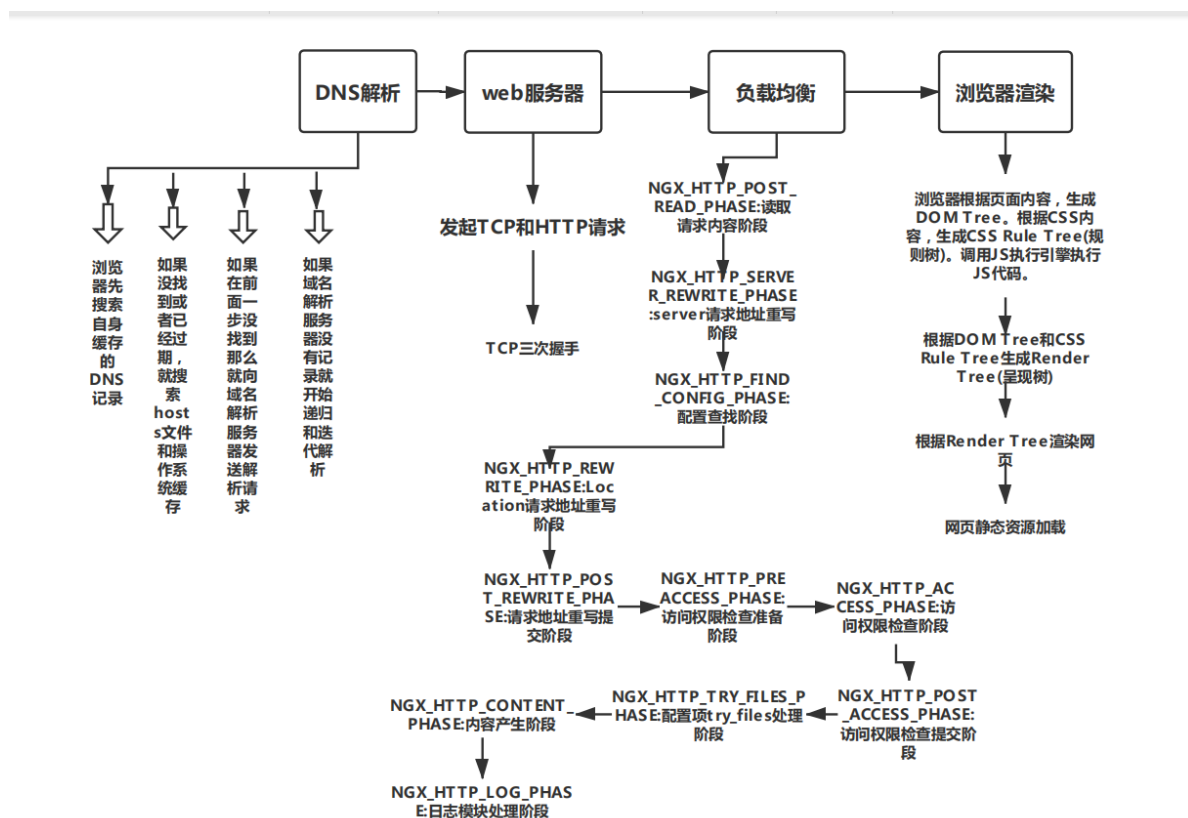 DNS解析
web服务器
负载均衡
浏览器渲染
浏览
器先
搜索
自身
缓存
的
DNS
记录
如果
没找
到或
者已
经过
期，
就搜
索
host
s文件
和操
作系
统缓
存
如果
在前
面一
步没
找到
那么
就向
域名
解析
服务
器发
送解
析请
求
如果
域名
解析
服务
器没
有记
录就
开始
递归
和迭
代解
析
发起TCP和HTTP请求
TCP三次握手
NGX_HTTP_POST_
READ_PHASE:读取
请求内容阶段
NGX_HTTP_SERVE
R_REWRITE_PHASE
:server请求地址重写
阶段
NGX_HTTP_FIND
_CONFIG_PHASE:
配置查找阶段
NGX_HTTP_REW
RITE_PHASE:Loc
ation请求地址重写
阶段
NGX_HTTP_POS
T_REWRITE_PHA
SE:请求地址重写提
交阶段
NGX_HTTP_PRE
ACCESS_PHASE:
访问权限检查准备
阶段
NGX_HTTP_AC
CESS_PHASE:访
问权限检查阶段
NGX_HTTP_POST
_ACCESS_PHASE:
访问权限检查提交阶
段
NGX_HTTP_TRY_FILES_P
HASE:配置项try_files处理
阶段
NGX_HTTP_CONTENT_
PHASE:内容产生阶段
NGX_HTTP_LOG_PHAS
E:日志模块处理阶段
浏览器根据页面内容，生成
DOM Tree。根据CSS内
容，生成CSS Rule Tree(规
则树)。调用JS执行引擎执行
JS代码。
根据DOM Tree和CSS
Rule Tree生成Render
Tree(呈现树)
根据Render Tree渲染网
页
网页静态资源加载